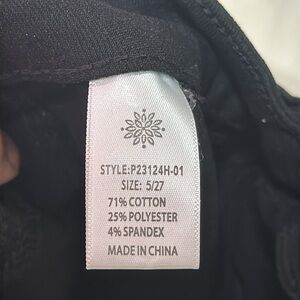 STYLE:P23124H-01
SIZE: 5/27
71% COTTON
25% POLYESTER
4% SPANDEX
MADE IN CHINA